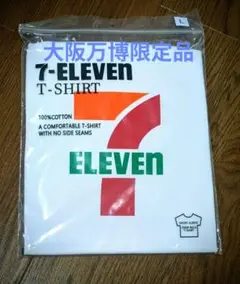 L
大阪万博限定品
7-ELEVEN
T-SHIRT
100%COTTON
A COMFORTABLE T-SHIRT
WITH NO SIDE SEAMS
7
ELEVEN